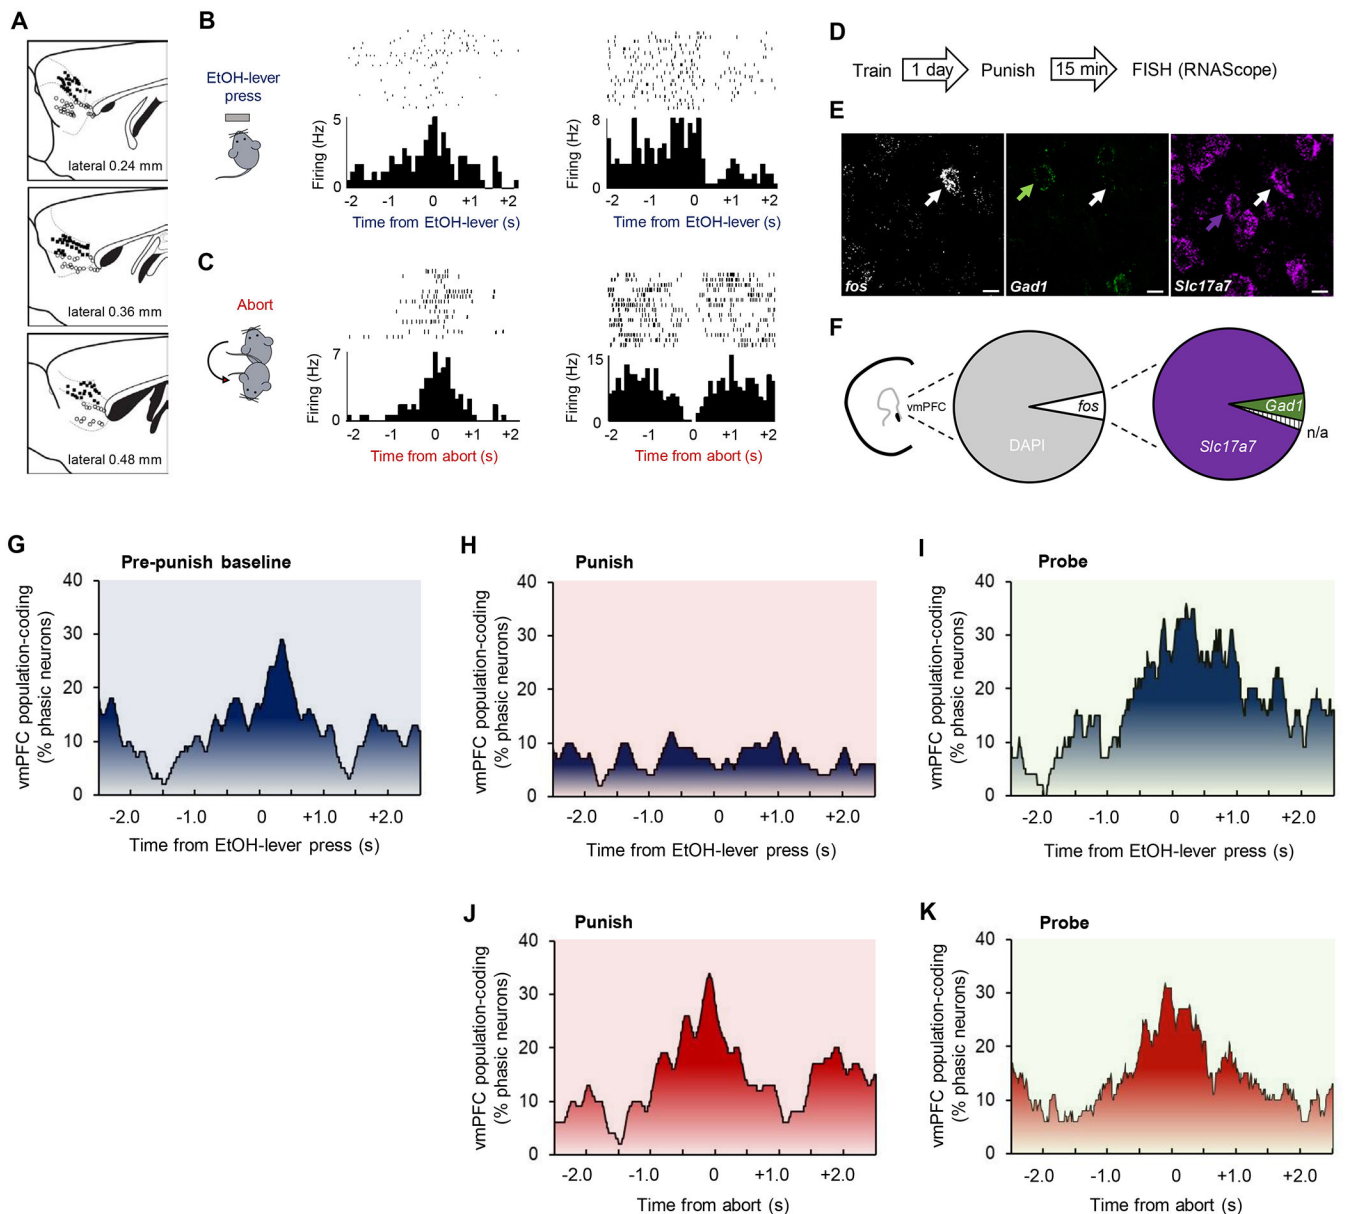 A
lateral 0.24 mm
lateral 0.36 mm
lateral 0.48 mm
B
EtOH-lever
press
Firing (Hz)
5
0
-2 -1 0 +1 +2
Time from EtOH-lever (s)
Firing (Hz)
8
0
-2 -1 0 +1 +2
Time from EtOH-lever (s)
C
Abort
Firing (Hz)
7
0
-2 -1 0 +1 +2
Time from abort (s)
Firing (Hz)
15
0
-2 -1 0 +1 +2
Time from abort (s)
D
Train 1 day Punish 15 min FISH (RNAScope)
E
fos
Gad1
Slc17a7
F
vmPFC
DAPI
fos
Gad1
n/a
Slc17a7
G
Pre-punish baseline
vmPFC population-coding
(% phasic neurons)
40
30
20
10
0
-2.0 -1.0 0 +1.0 +2.0
Time from EtOH-lever press (s)
H
Punish
vmPFC population-coding
(% phasic neurons)
40
30
20
10
0
-2.0 -1.0 0 +1.0 +2.0
Time from EtOH-lever press (s)
I
Probe
vmPFC population-coding
(% phasic neurons)
40
30
20
10
0
-2.0 -1.0 0 +1.0 +2.0
Time from EtOH-lever press (s)
J
Punish
vmPFC population-coding
(% phasic neurons)
40
30
20
10
0
-2.0 -1.0 0 +1.0 +2.0
Time from abort (s)
K
Probe
vmPFC population-coding
(% phasic neurons)
40
30
20
10
0
-2.0 -1.0 0 +1.0 +2.0
Time from abort (s)